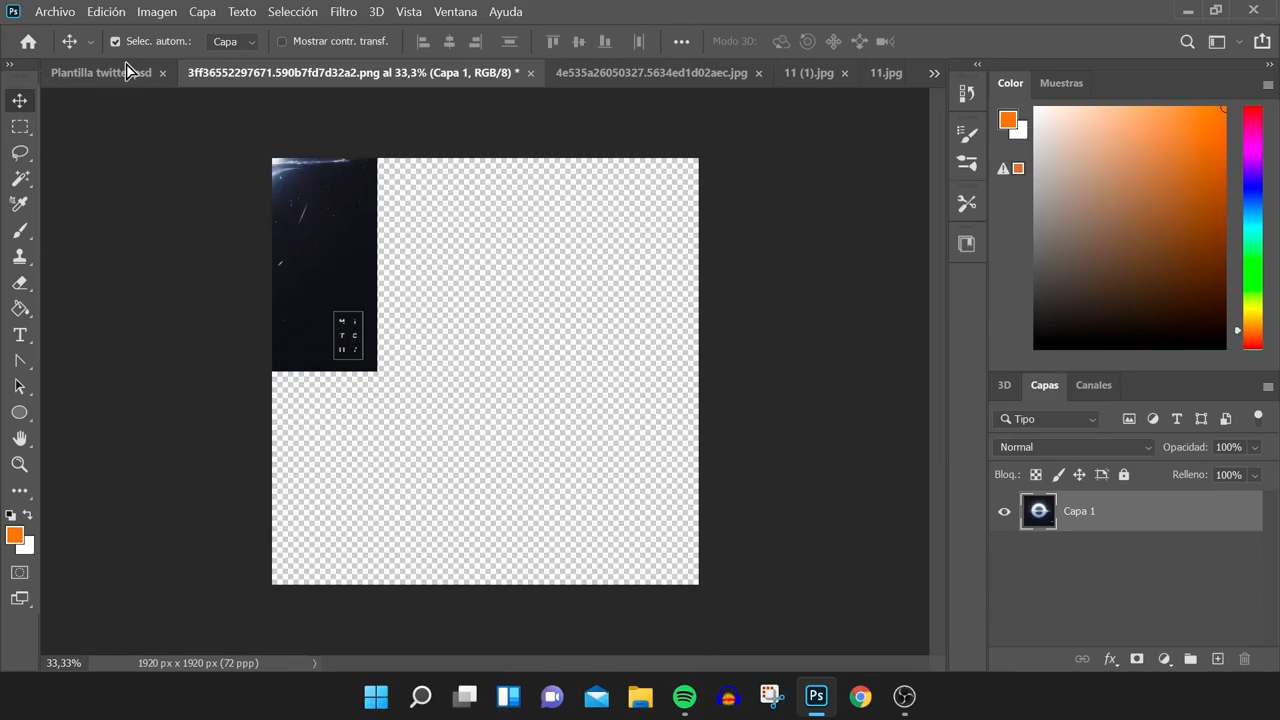 Ps Archivo Edición Imagen Capa Texto Selección Filtro 3D Vista Ventana Ayuda
Selec. autom.: Capa Mostrar contr. transf. Modo 3D:
3ff36552297671.590b7fd7d32a2.png al 33,3% (Capa 1, RGB/8) * 4e535a26050327.5634ed1d02aec.jpg 11 (1).jpg 11.jpg
Plantilla
Color Muestras
M i
T C
H /
3D Capas Canales
Tipo
Normal Opacidad: 100%
Bloq.: Relleno: 100%
Capa 1
33,33% 1920 px x 1920 px (72 ppp)
Ps